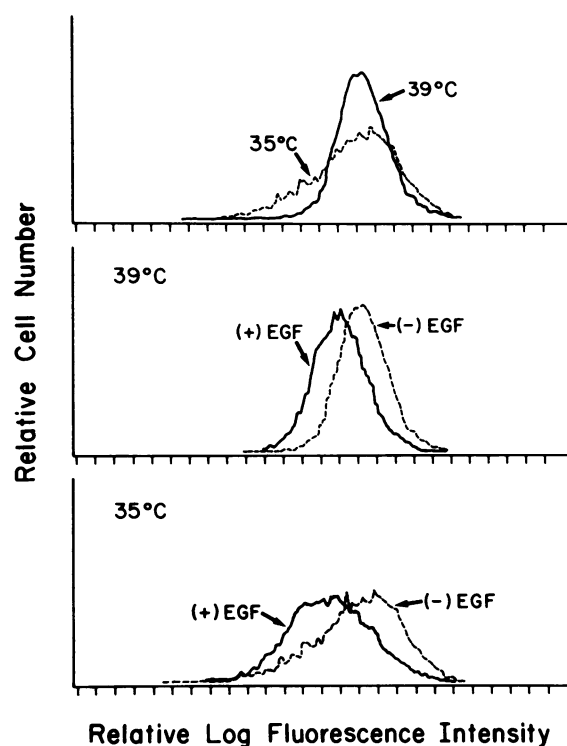 39°C
35°C
39°C
(+) EGF
(-) EGF
35°C
(+) EGF
(-) EGF
Relative Cell Number
Relative Log Fluorescence Intensity